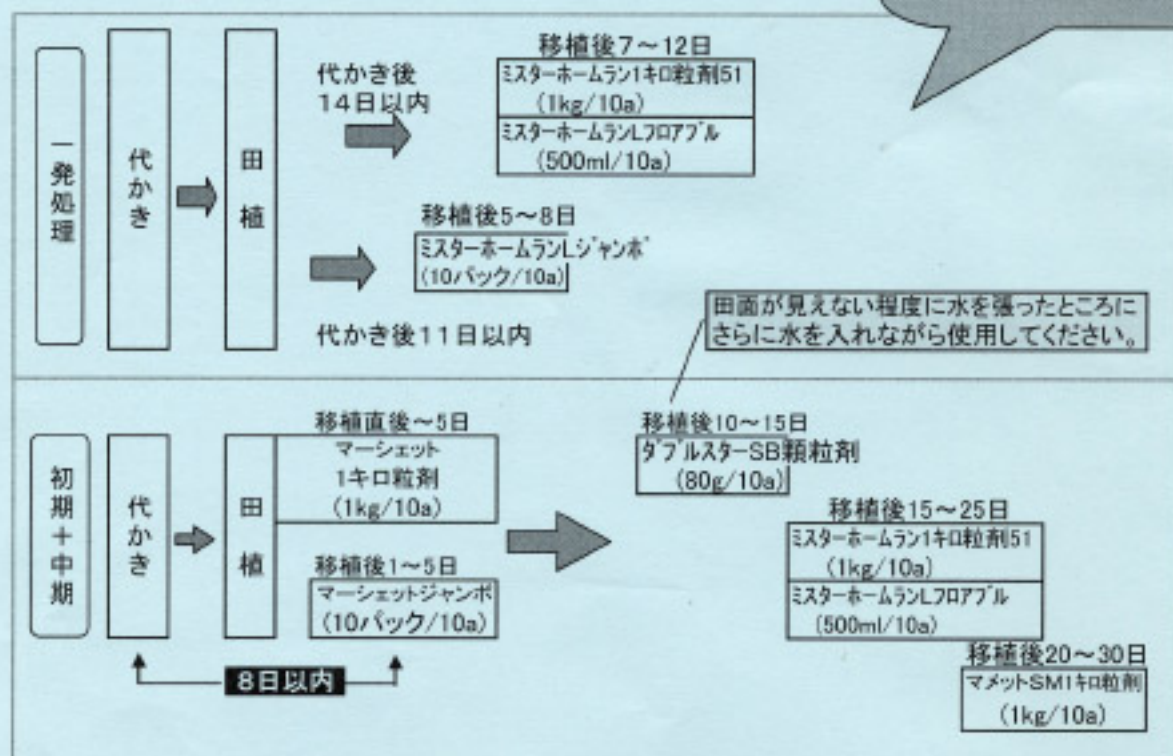 一発処理
代かき
田植
代かき後
14日以内
移植後7～12日
ミスターホームラン1キロ粒剤51
(1kg/10a)
ミスターホームランLフロアブル
(500ml/10a)
移植後5～8日
ミスターホームランLジャンボ
(10パック/10a)
代かき後11日以内
田面が見えない程度に水を張ったところに
さらに水を入れながら使用してください。
初期＋中期
代かき
田植
移植直後～5日
マーシェット
1キロ粒剤
(1kg/10a)
移植後1～5日
マーシェットジャンボ
(10パック/10a)
8日以内
移植後10～15日
ダブルスターSB顆粒剤
(80g/10a)
移植後15～25日
ミスターホームラン1キロ粒剤51
(1kg/10a)
ミスターホームランLフロアブル
(500ml/10a)
移植後20～30日
マメットSM1キロ粒剤
(1kg/10a)